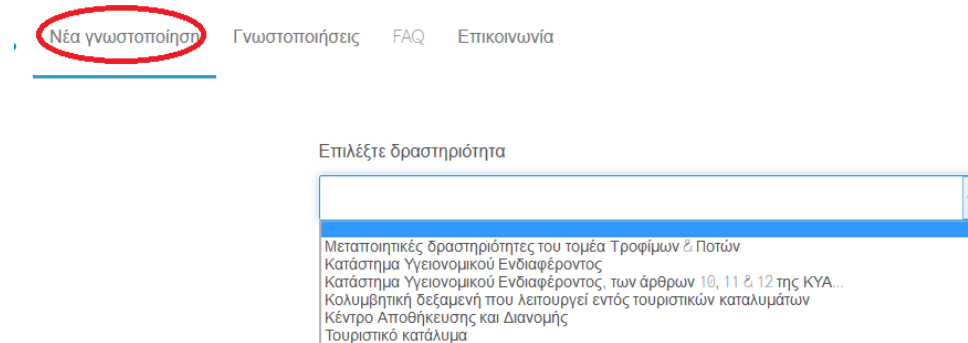 Νέα γνωστοποίηση Γνωστοποιήσεις FAQ Επικοινωνία
Επιλέξτε δραστηριότητα
Μεταποιητικές δραστηριότητες του τομέα Τροφίμων & Ποτών
Κατάστημα Υγειονομικού Ενδιαφέροντος
Κατάστημα Υγειονομικού Ενδιαφέροντος, των άρθρων 10, 11 & 12 της ΚΥΑ...
Κολυμβητική δεξαμενή που λειτουργεί εντός τουριστικών καταλυμάτων
Κέντρο Αποθήκευσης και Διανομής
Τουριστικό κατάλυμα